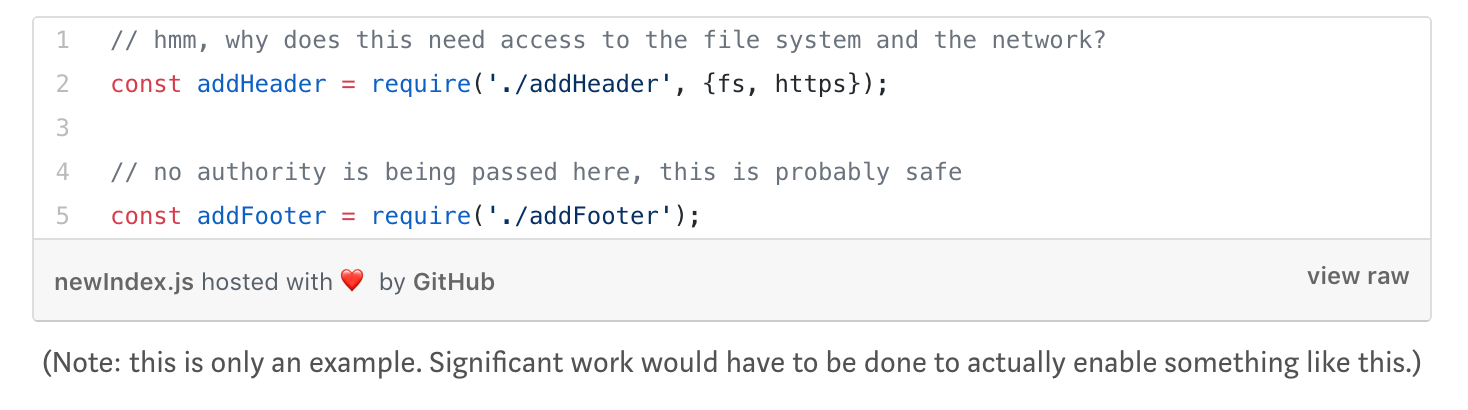 1 // hmm, why does this need access to the file system and the network?
2 const addHeader = require('./addHeader', {fs, https});
3
4 // no authority is being passed here, this is probably safe
5 const addFooter = require('./addFooter');
newIndex.js hosted with ❤ by GitHub view raw
(Note: this is only an example. Significant work would have to be done to actually enable something like this.)